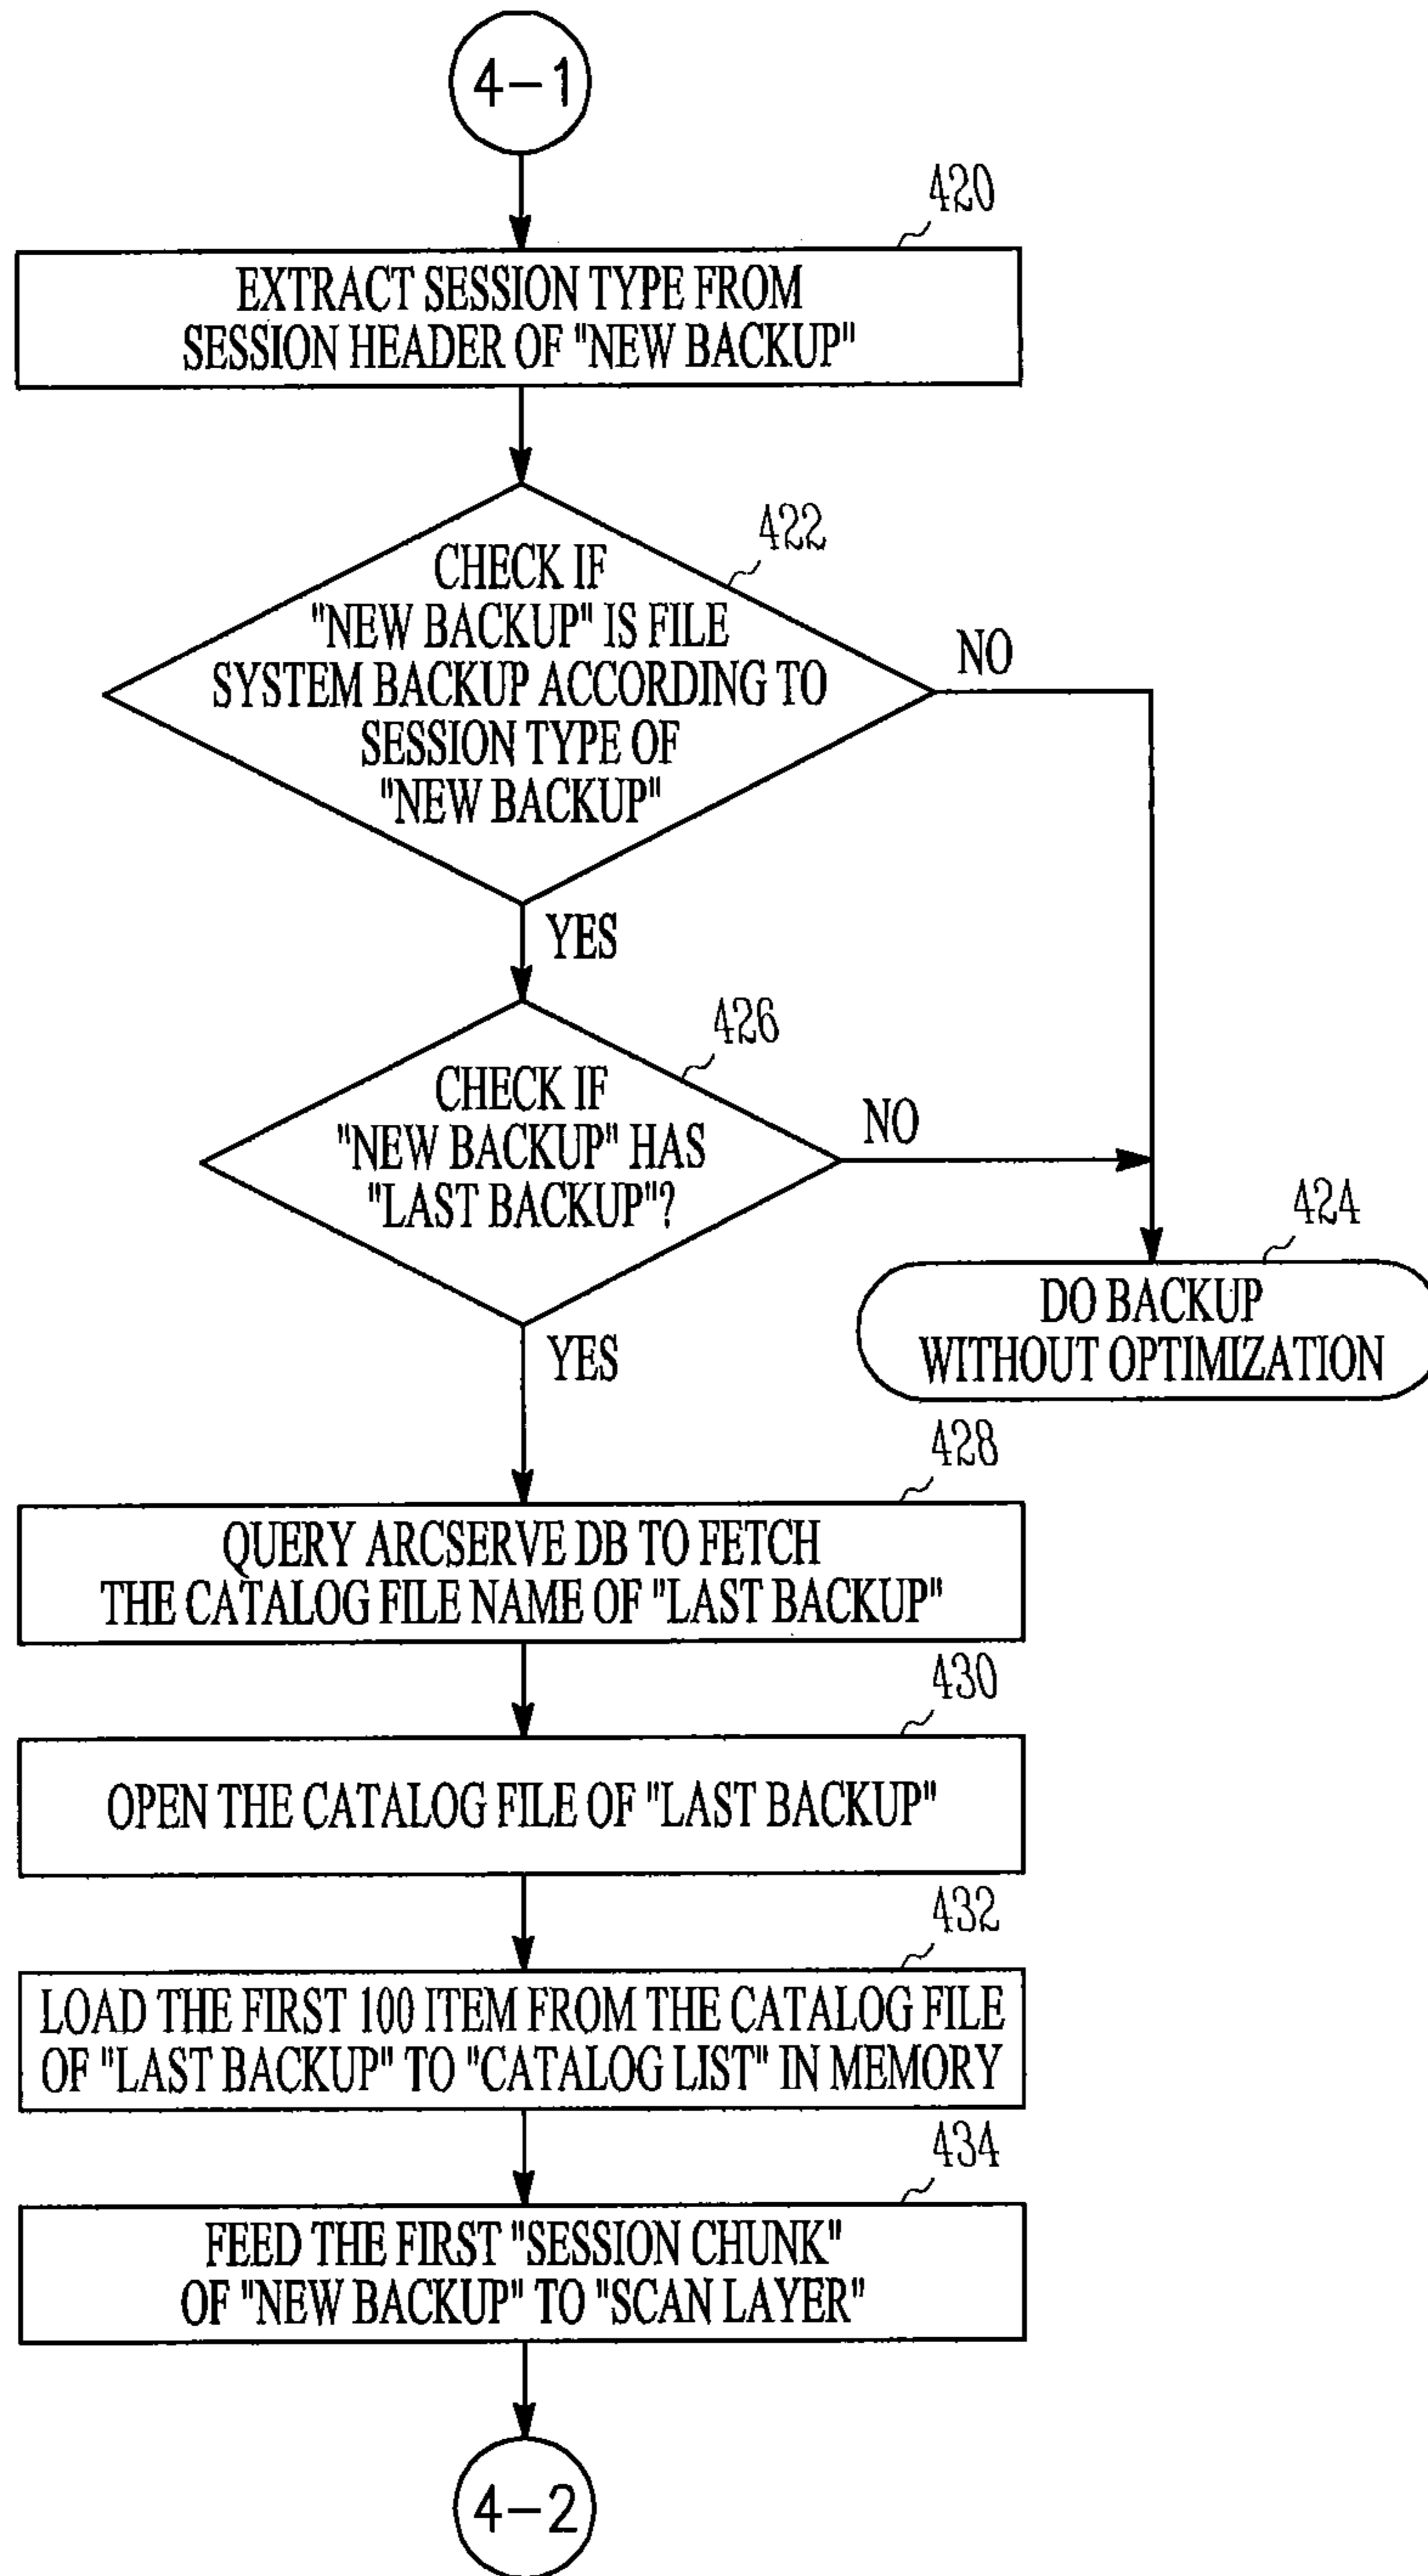 4-1
420
EXTRACT SESSION TYPE FROM
SESSION HEADER OF "NEW BACKUP"
422
CHECK IF
"NEW BACKUP" IS FILE
SYSTEM BACKUP ACCORDING TO
SESSION TYPE OF
"NEW BACKUP"
NO
YES
426
CHECK IF
"NEW BACKUP" HAS
"LAST BACKUP"?
NO
YES
424
DO BACKUP
WITHOUT OPTIMIZATION
428
QUERY ARCSERVE DB TO FETCH
THE CATALOG FILE NAME OF "LAST BACKUP"
430
OPEN THE CATALOG FILE OF "LAST BACKUP"
432
LOAD THE FIRST 100 ITEM FROM THE CATALOG FILE
OF "LAST BACKUP" TO "CATALOG LIST" IN MEMORY
434
FEED THE FIRST "SESSION CHUNK"
OF "NEW BACKUP" TO "SCAN LAYER"
4-2